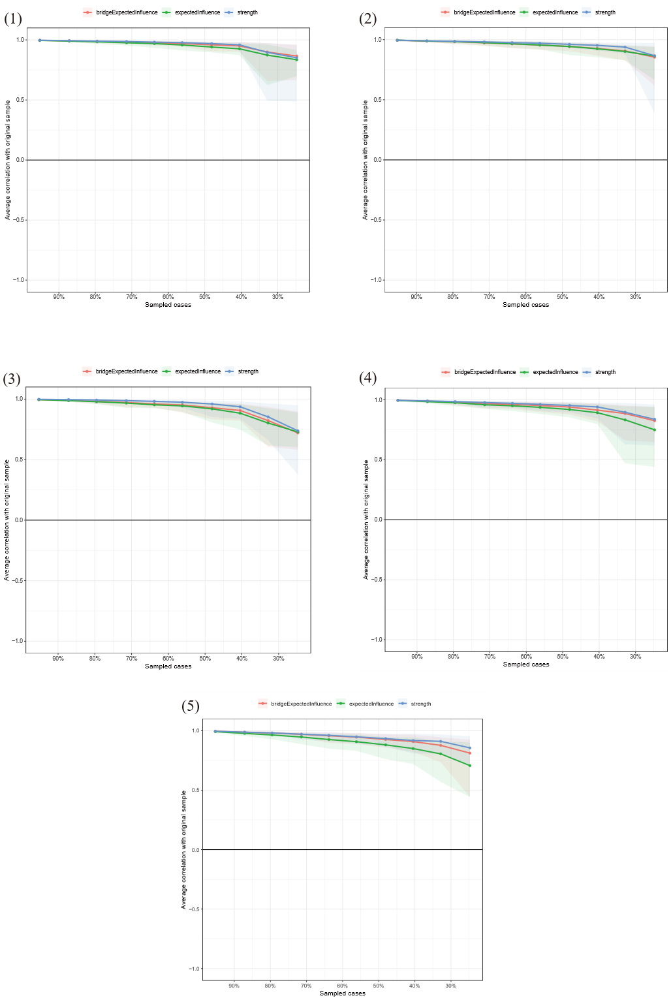 (1)
bridgeExpectedInfluence expectedInfluence strength
1.0
0.5
0.0
−0.5
−1.0
Average correlation with original sample
90% 80% 70% 60% 50% 40% 30%
Sampled cases
(2)
bridgeExpectedInfluence expectedInfluence strength
1.0
0.5
0.0
−0.5
−1.0
Average correlation with original sample
90% 80% 70% 60% 50% 40% 30%
Sampled cases
(3)
bridgeExpectedInfluence expectedInfluence strength
1.0
0.5
0.0
−0.5
−1.0
Average correlation with original sample
90% 80% 70% 60% 50% 40% 30%
Sampled cases
(4)
bridgeExpectedInfluence expectedInfluence strength
1.0
0.5
0.0
−0.5
−1.0
Average correlation with original sample
90% 80% 70% 60% 50% 40% 30%
Sampled cases
(5)
bridgeExpectedInfluence expectedInfluence strength
1.0
0.5
0.0
−0.5
−1.0
Average correlation with original sample
90% 80% 70% 60% 50% 40% 30%
Sampled cases